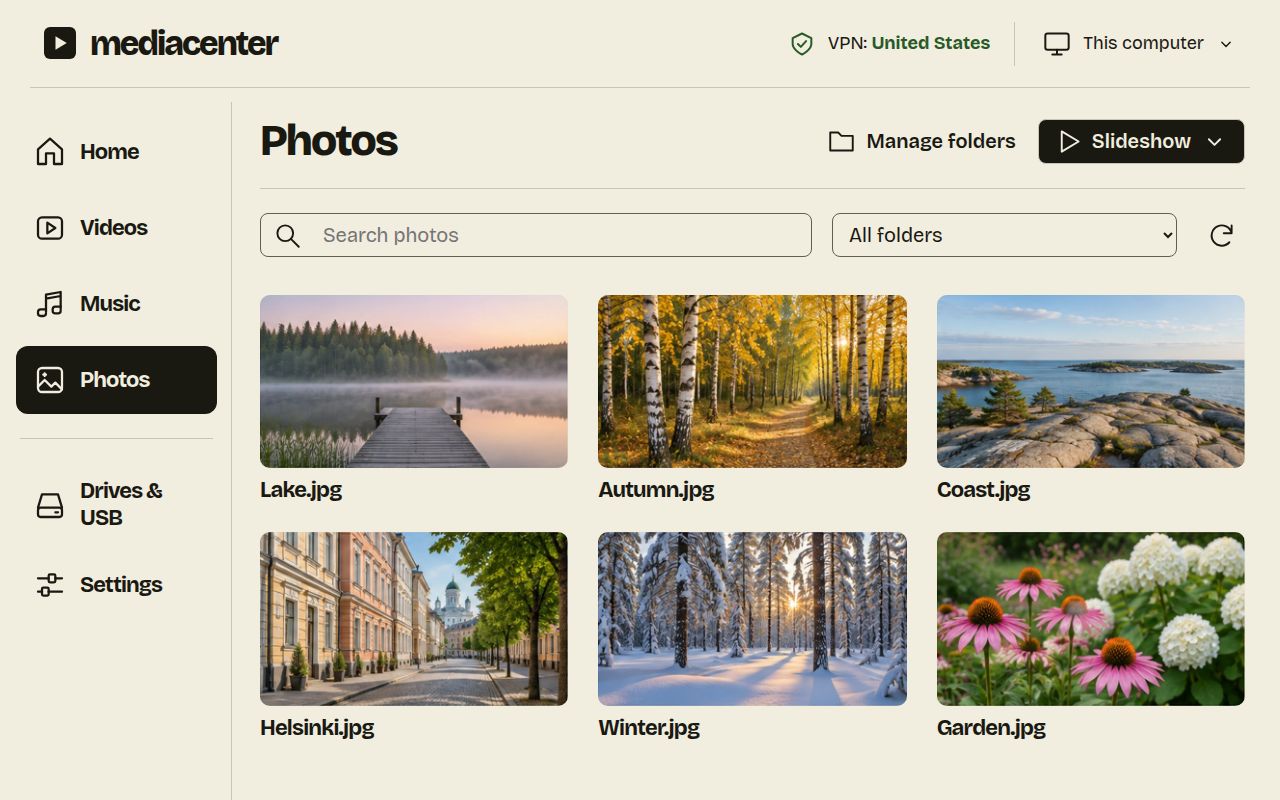 mediacenter
VPN: United States
This computer
Home
Videos
Music
Photos
Drives &
USB
Settings
Photos
Manage folders
Slideshow
Search photos
All folders
Lake.jpg
Autumn.jpg
Coast.jpg
Helsinki.jpg
Winter.jpg
Garden.jpg